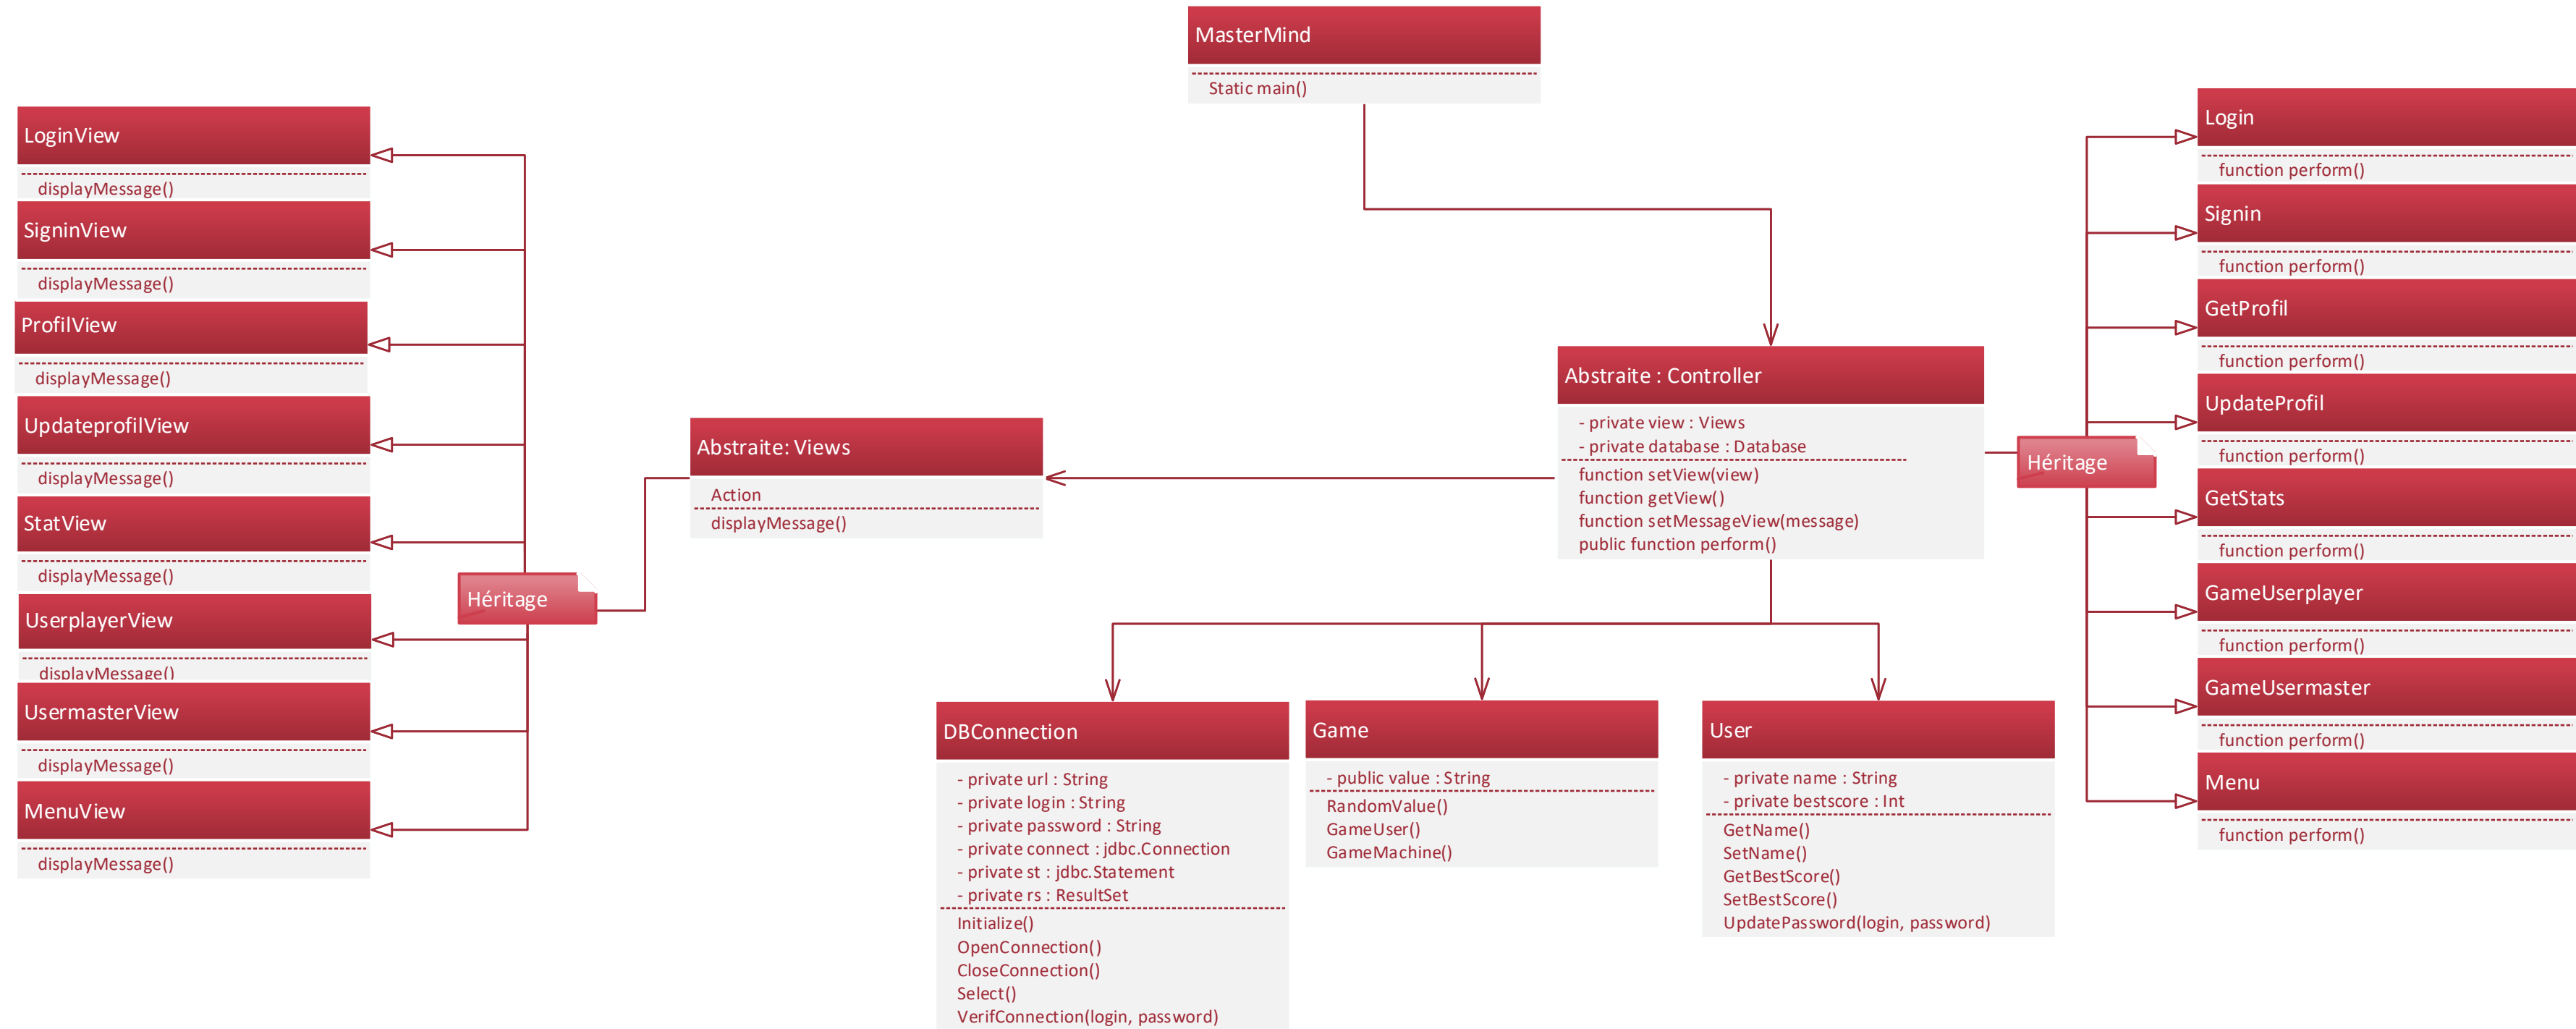 MasterMind
Static main()
LoginView
displayMessage()
SigninView
displayMessage()
ProfilView
displayMessage()
UpdateprofilView
displayMessage()
StatView
displayMessage()
UserplayerView
displayMessage()
UsermasterView
displayMessage()
MenuView
displayMessage()
Héritage
Abstraite: Views
Action
displayMessage()
Abstraite : Controller
- private view : Views
- private database : Database
function setView(view)
function getView()
function setMessageView(message)
public function perform()
DBConnection
- private url : String
- private login : String
- private password : String
- private connect : jdbc.Connection
- private st : jdbc.Statement
- private rs : ResultSet
Initialize()
OpenConnection()
CloseConnection()
Select()
VerifConnection(login, password)
Game
- public value : String
RandomValue()
GameUser()
GameMachine()
User
- private name : String
- private bestscore : Int
GetName()
SetName()
GetBestScore()
SetBestScore()
UpdatePassword(login, password)
Héritage
Login
function perform()
Signin
function perform()
GetProfil
function perform()
UpdateProfil
function perform()
GetStats
function perform()
GameUserplayer
function perform()
GameUsermaster
function perform()
Menu
function perform()